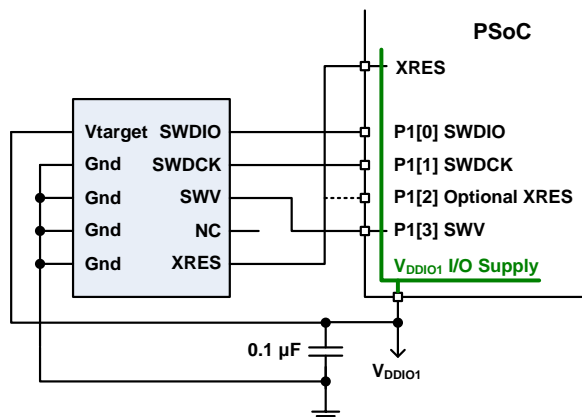 PSoC
XRES
Vtarget SWDIO
P1[0] SWDIO
Gnd SWDCK
P1[1] SWDCK
Gnd SWV
P1[2] Optional XRES
Gnd NC
P1[3] SWV
Gnd XRES
VDDIO1 I/O Supply
0.1 µF
VDDIO1